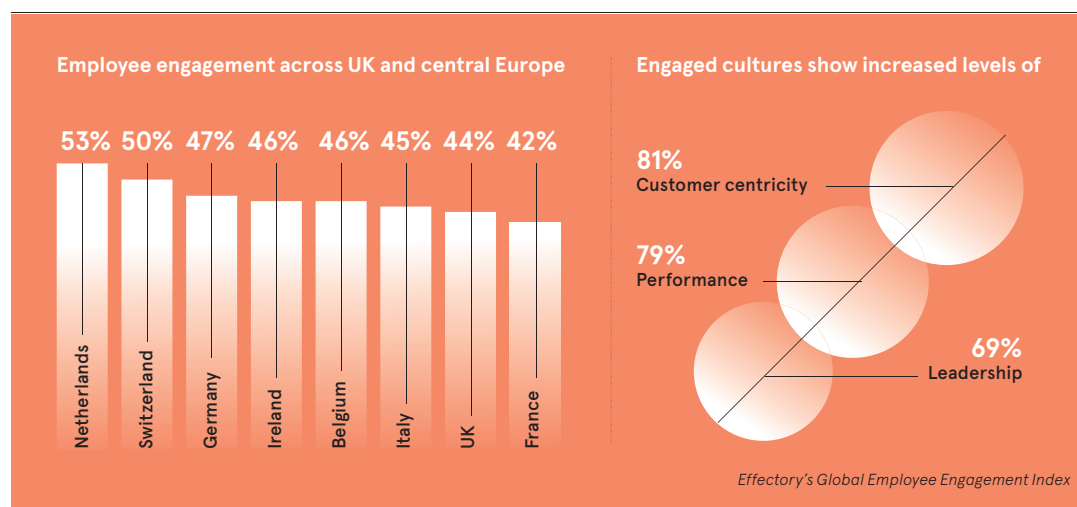 Employee engagement across UK and central Europe
53% 50% 47% 46% 46% 45% 44% 42%
Netherlands
Switzerland
Germany
Ireland
Belgium
Italy
UK
France
Engaged cultures show increased levels of
81%
Customer centricity
79%
Performance
69%
Leadership
Effectory's Global Employee Engagement Index